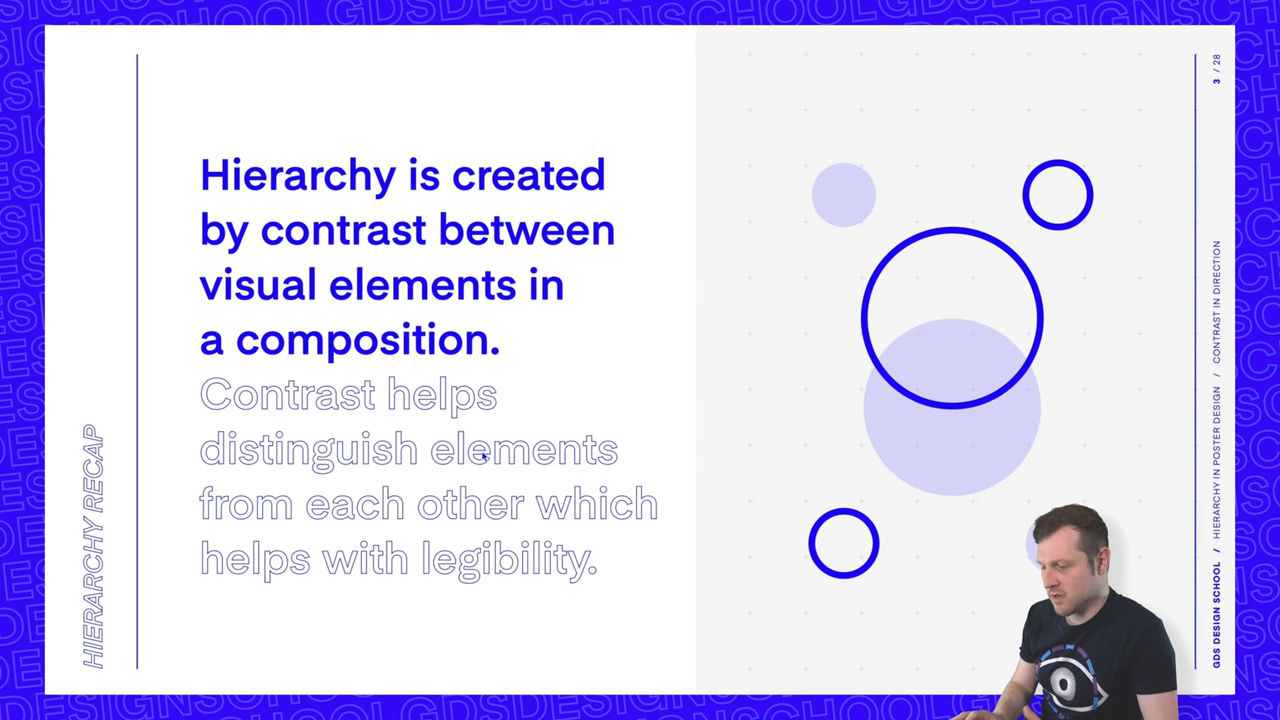 HIERARCHY RECAP
Hierarchy is created
by contrast between
visual elements in
a composition.
Contrast helps
distinguish elements
from each other which
helps with legibility.
3 / 28
GDS DESIGN SCHOOL / HIERARCHY IN POSTER DESIGN / CONTRAST IN DIRECTION